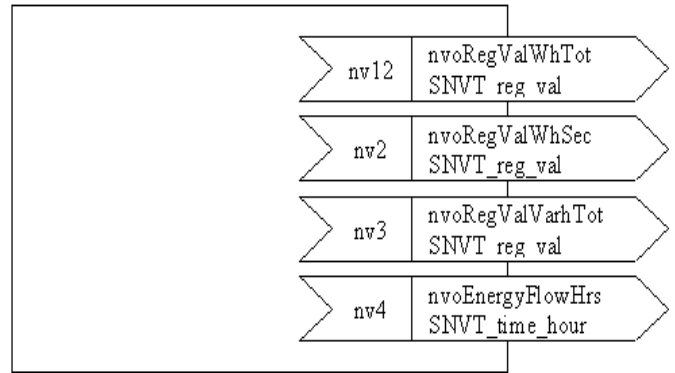 nv12
nvoRegValWhTot
SNVT_reg_val
nv2
nvoRegValWhSec
SNVT_reg_val
nv3
nvoRegValVarhTot
SNVT_reg_val
nv4
nvoEnergyFlowHrs
SNVT_time_hour